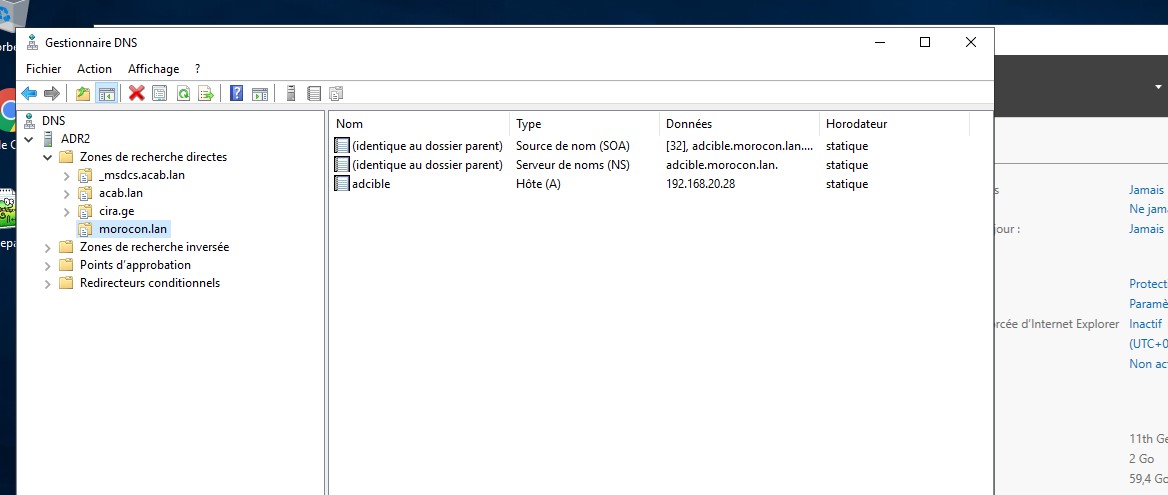 Gestionnaire DNS
Fichier Action Affichage ?
DNS
ADR2
Zones de recherche directes
_msdcs.acab.lan
acab.lan
cira.ge
morocon.lan
Zones de recherche inversée
Points d'approbation
Redirecteurs conditionnels
Nom Type Données Horodateur
(identique au dossier parent) Source de nom (SOA) [32], adcible.morocon.lan.... statique
(identique au dossier parent) Serveur de noms (NS) adcible.morocon.lan. statique
adcible Hôte (A) 192.168.20.28 statique
Jamais
Ne jam
jour : Jamais
Protect
Paramè
rcée d'Internet Explorer Inactif
(UTC+0
Non ac
11th Ge
2 Go
59,4 Go